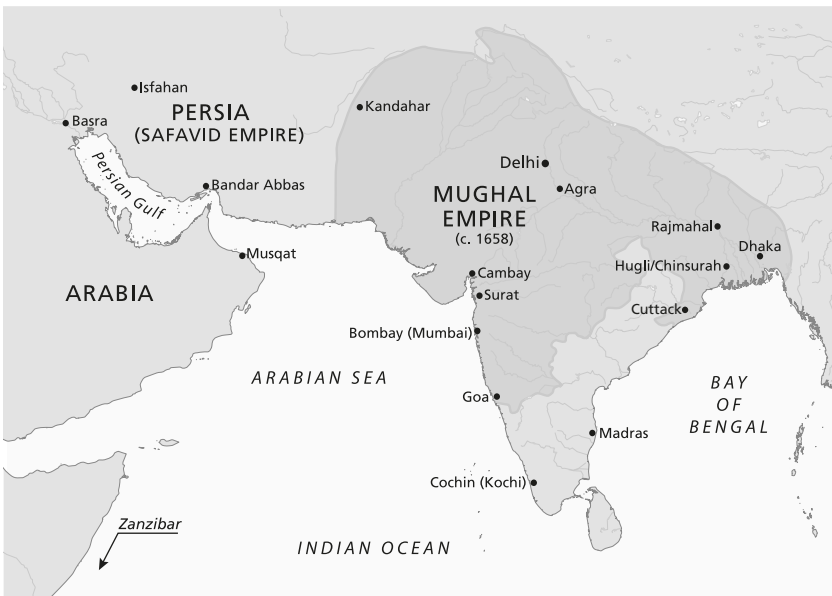 Isfahan
PERSIA
(SAFAVID EMPIRE)
Basra
Kandahar
Persian Gulf
Bandar Abbas
Delhi
Agra
MUGHAL
EMPIRE
(c. 1658)
Rajmahal
Dhaka
Musqat
Hugli/Chinsurah
Cambay
ARABIA
Surat
Cuttack
Bombay (Mumbai)
ARABIAN SEA
BAY
OF
BENGAL
Goa
Madras
Cochin (Kochi)
Zanzibar
INDIAN OCEAN